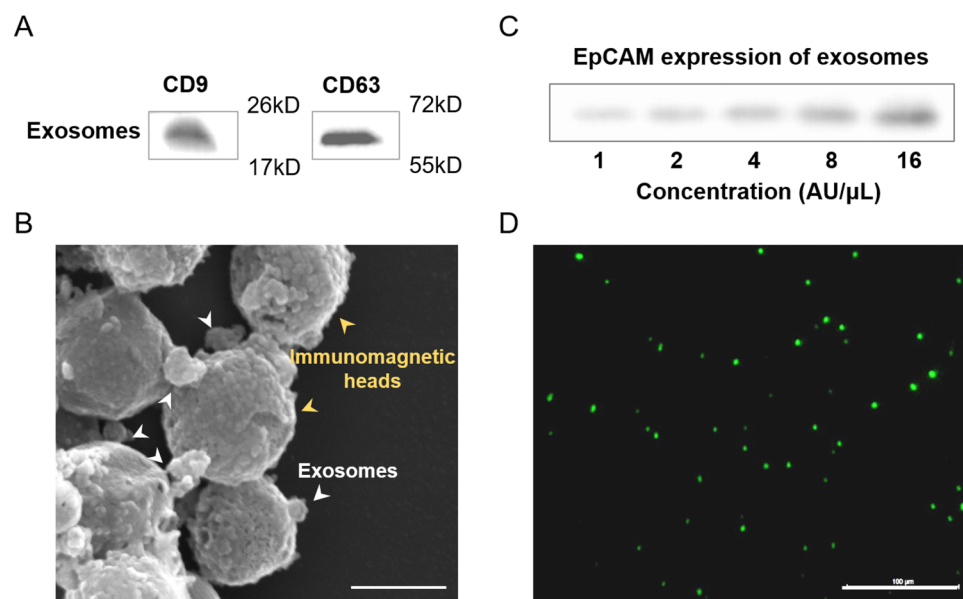 A
CD9
26kD
CD63
72kD
Exosomes
17kD
55kD
C
EpCAM expression of exosomes
1 2 4 8 16
Concentration (AU/µL)
B
Immunomagnetic
heads
Exosomes
D
100 µm